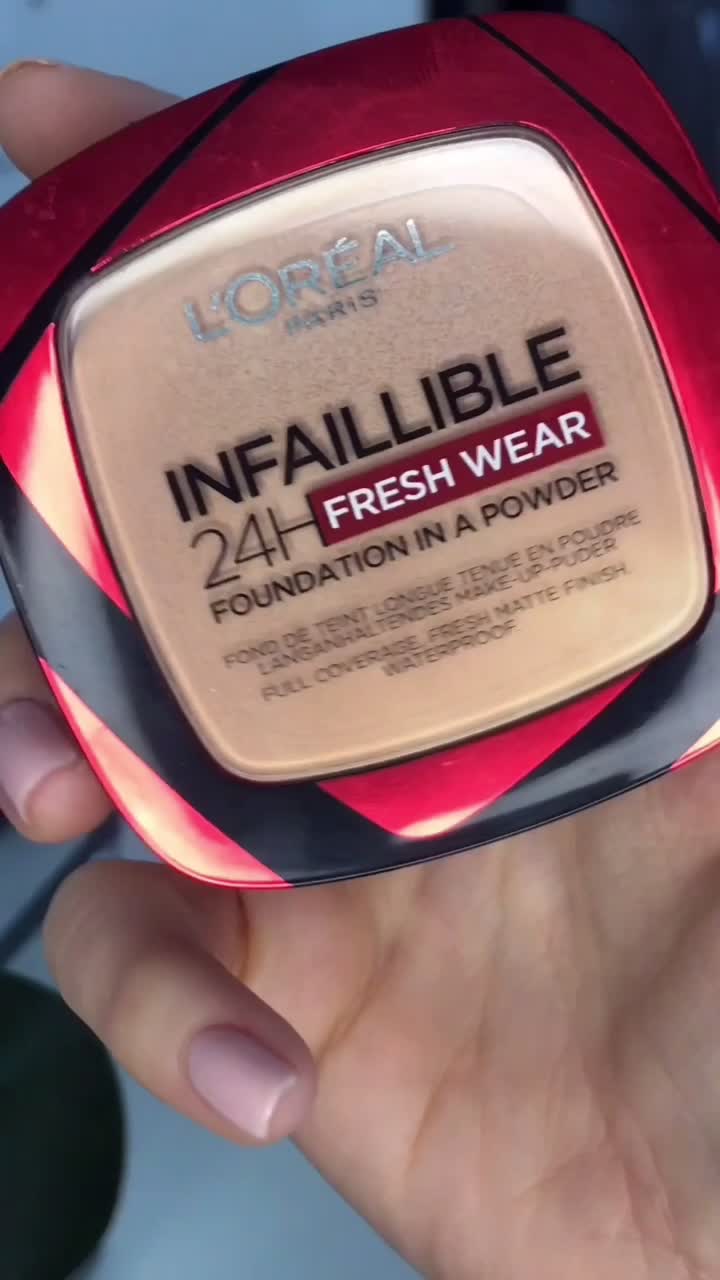 L'ORÉAL
PARIS
INFAILLIBLE
24H FRESH WEAR
FOUNDATION IN A POWDER
FOND DE TEINT LONGUE TENUE EN POUDRE
LANGANHALTENDES MAKE-UP-PUDER
FULL COVERAGE. FRESH MATTE FINISH.
WATERPROOF.